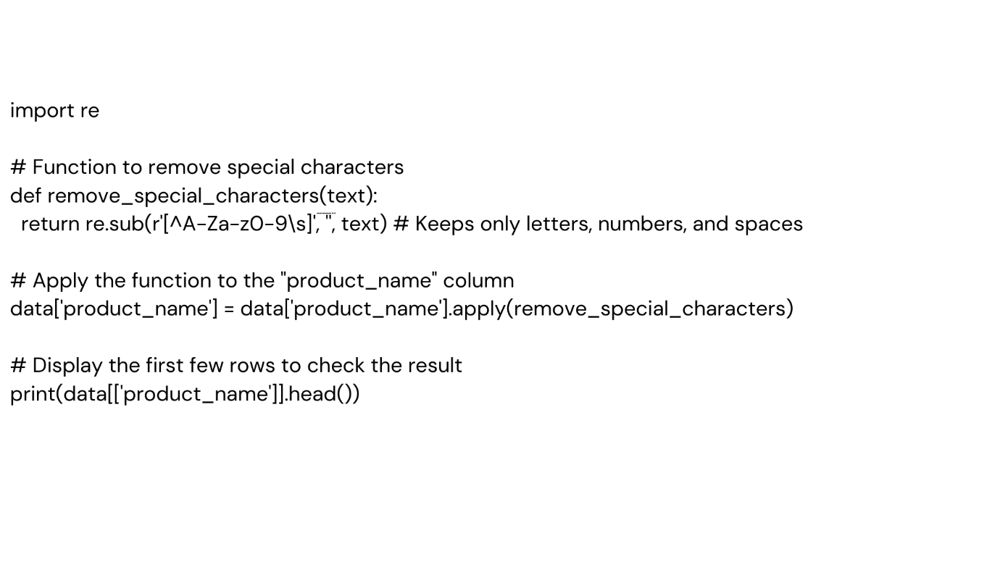 import re
# Function to remove special characters
def remove_special_characters(text):
return re.sub(r'[^A-Za-z0-9\s]', '', text) # Keeps only letters, numbers, and spaces
# Apply the function to the "product_name" column
data['product_name'] = data['product_name'].apply(remove_special_characters)
# Display the first few rows to check the result
print(data[['product_name']].head())